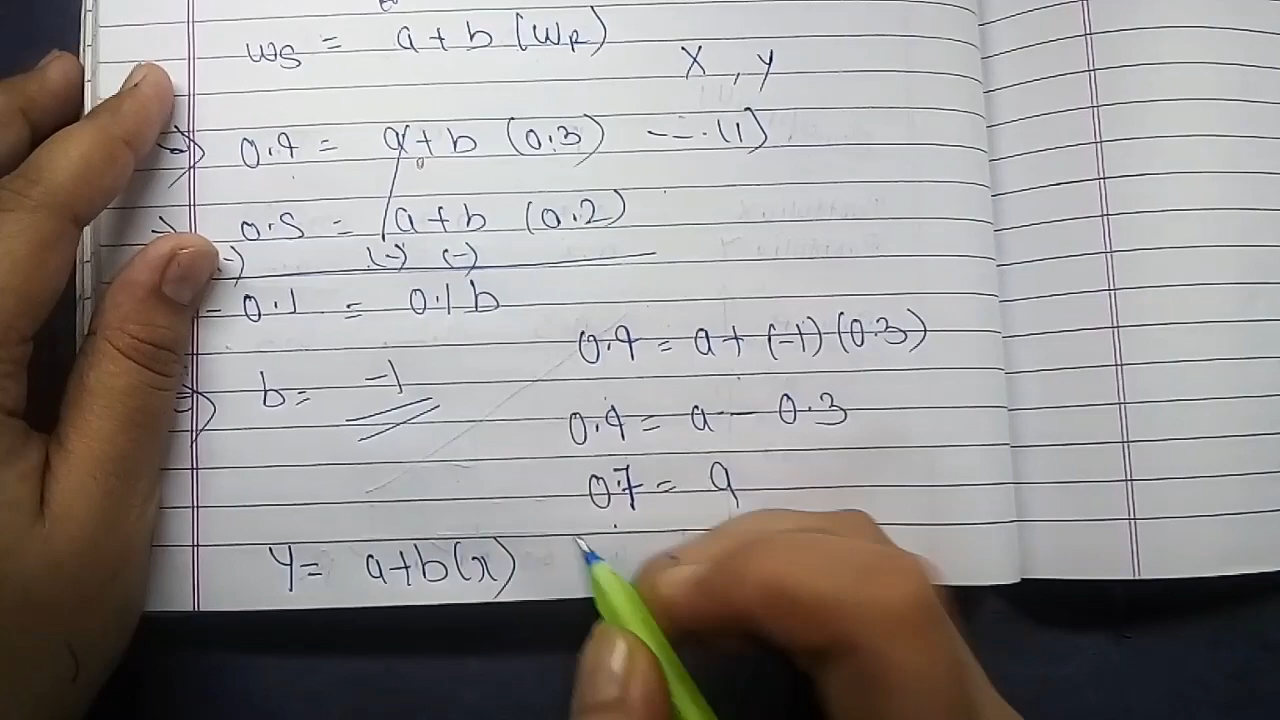 WS = a + b (WR)
X , Y
0.4 = a + b (0.3) ---- (1)
0.5 = a + b (0.2)
(-) (-) (-)
- 0.1 = 0.1 b
0.4 = a + (-1) (0.3)
⇒ b = -1
0.4 = a - 0.3
0.7 = a
Y = a+b(x)